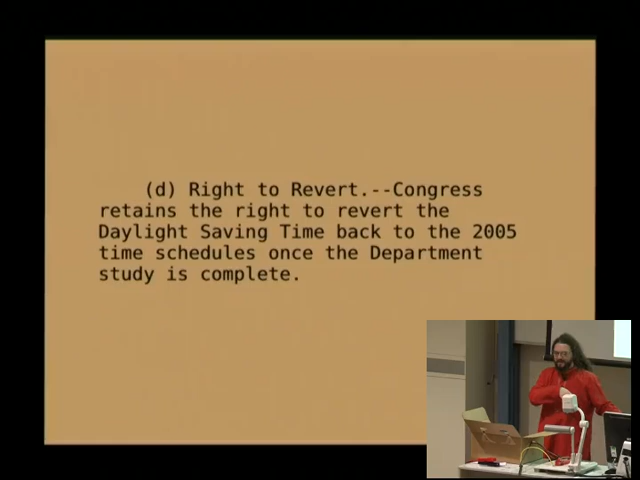 (d) Right to Revert.--Congress
retains the right to revert the
Daylight Saving Time back to the 2005
time schedules once the Department
study is complete.